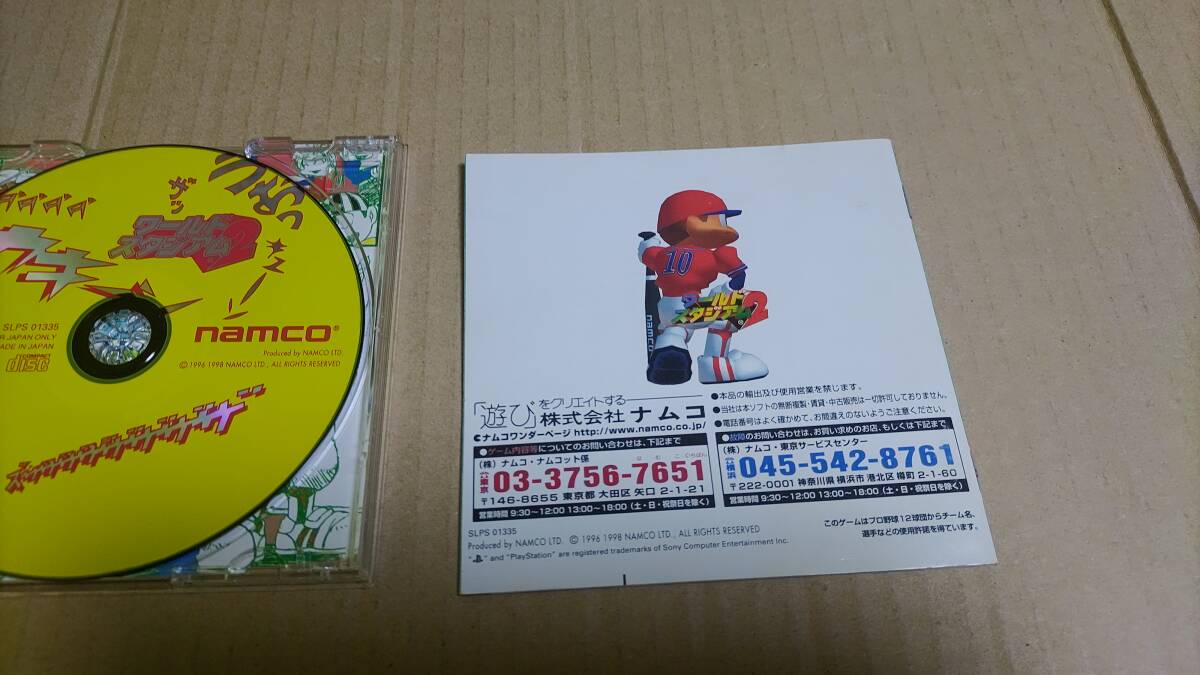 ギッ
ワールド
スタジアム2
SLPS 01335
R JAPAN ONLY
ADE IN JAPAN
COMPACT
disc
namco®
Produced by NAMCO LTD.
©1996 1998 NAMCO LTD., ALL RIGHTS RESERVED
10
ワールド
スタジアム2
namco
「遊び」をクリエイトする
株式会社ナムコ
ナムコワンダーページ http://www.namco.co.jp/
●本品の輸出及び使用営業を禁じます。
●当社は本ソフトの無断複製・賃貸・中古販売は一切許可しておりません。
●電話番号はよく確かめて、お間違えのないようご注意ください。
●ゲーム内容等についてのお問い合わせは、下記まで
(株)ナムコ・ナムコット係
東京 03-3756-7651
〒146-8655 東京都 大田区 矢口 2-1-21
営業時間 9:30~12:00 13:00~18:00 (土・日・祝祭日を除く)
●故障のお問い合わせは、お買い求めのお店、もしくは下記まで
(株)ナムコ・東京サービスセンター
横浜 045-542-8761
〒222-0001 神奈川県 横浜市 港北区 樽町 2-1-60
営業時間 9:30~12:00 13:00~18:00 (土・日・祝祭日を除く)
SLPS 01335
Produced by NAMCO LTD. ©1996 1998 NAMCO LTD., ALL RIGHTS RESERVED
" " and "PlayStation" are registered trademarks of Sony Computer Entertainment Inc.
このゲームはプロ野球12球団からチーム名、
選手などの使用許諾を得ています。